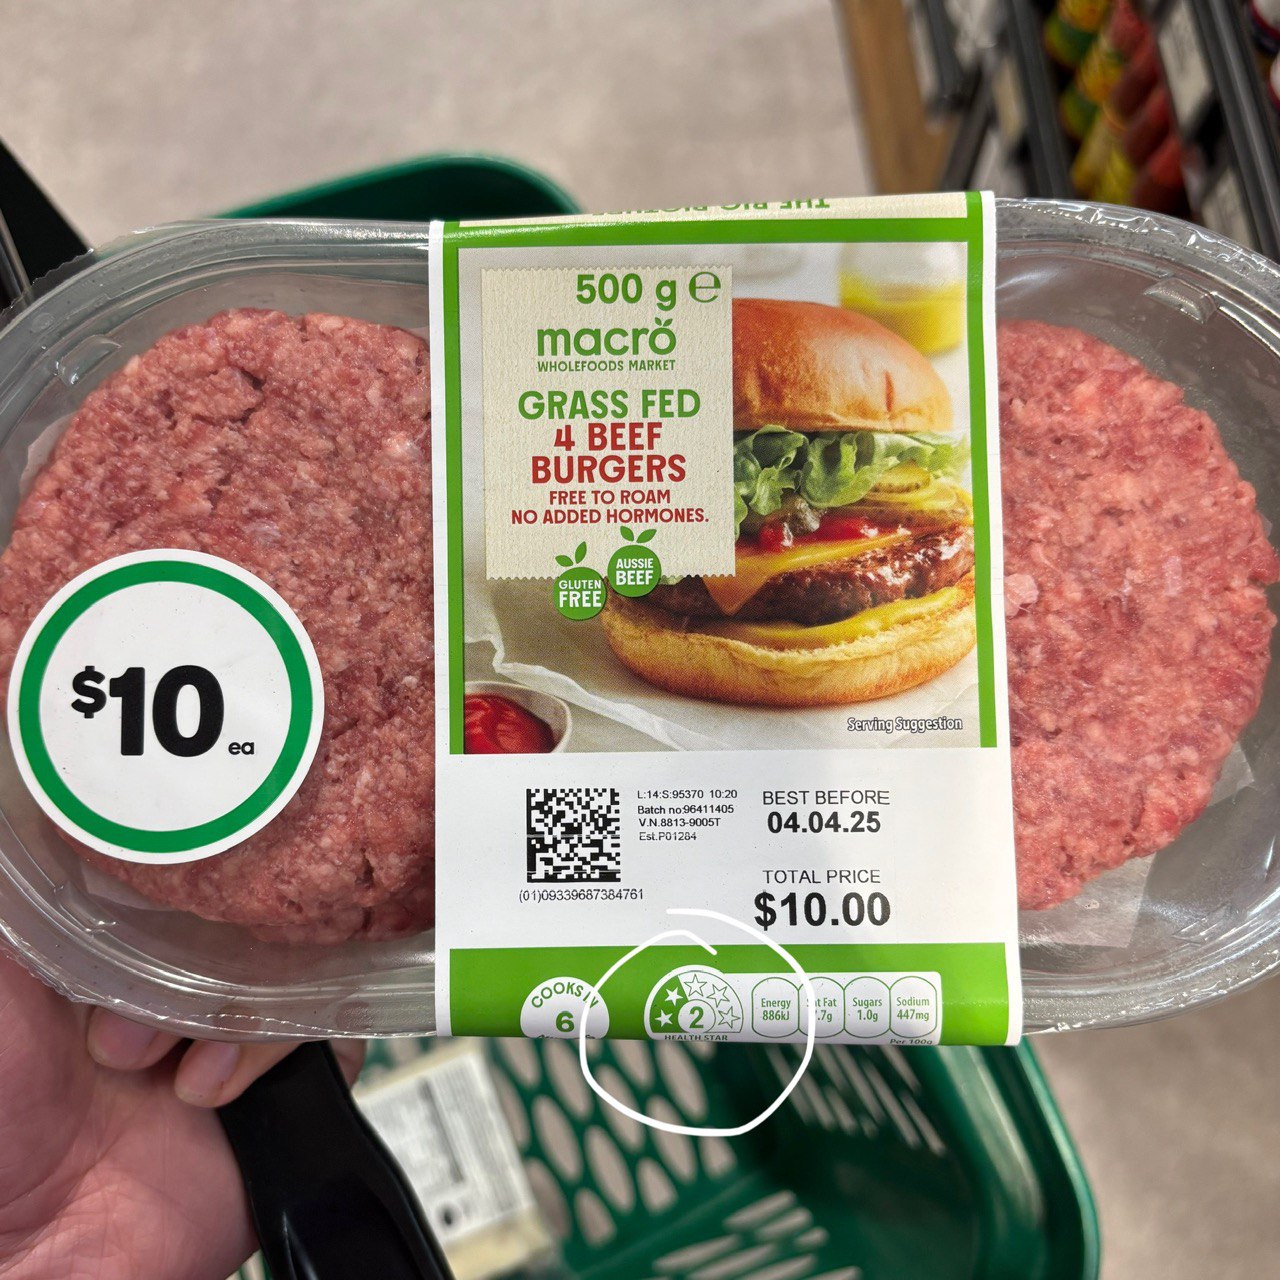 500 g ℮
macro
WHOLEFOODS MARKET
GRASS FED
4 BEEF
BURGERS
FREE TO ROAM
NO ADDED HORMONES.
GLUTEN
FREE
AUSSIE
BEEF
$10 ea
Serving Suggestion
L:14:S:95370 10:20
Batch no:96411405
V.N.8813-9005T
Est.P01284
(01)09339687384761
BEST BEFORE
04.04.25
TOTAL PRICE
$10.00
COOKS IN
6
2
HEALTH STAR
Energy
886kJ
Sat Fat
Sugars
1.0g
Sodium
447mg
Per 100g